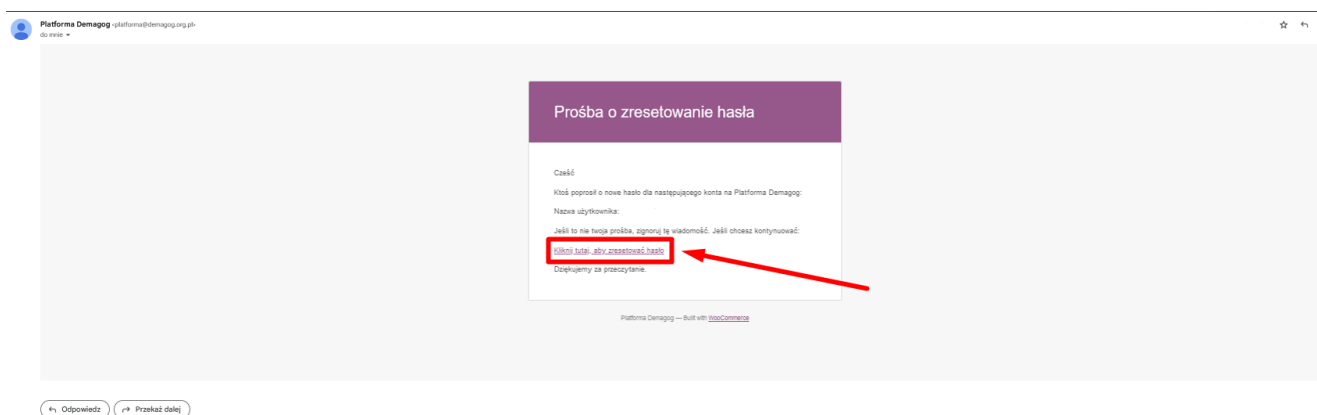 Platforma Demagog <platforma@demagog.org.pl>
do mnie
Prośba o zresetowanie hasła
Cześć
Ktoś poprosił o nowe hasło dla następującego konta na Platforma Demagog:
Nazwa użytkownika:
Jeśli to nie twoja prośba, zignoruj tę wiadomość. Jeśli chcesz kontynuować:
Kliknij tutaj, aby zresetować hasło
Dziękujemy za przeczytanie.
Platforma Demagog — Built with WooCommerce
Odpowiedz Przekaż dalej